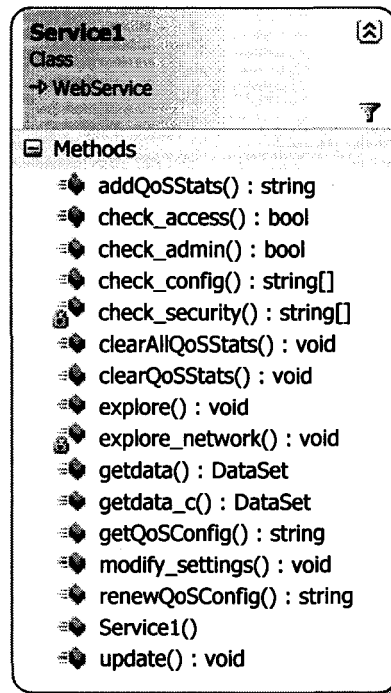 Service1
Class
WebService
Methods
addQoSStats() : string
check_access() : bool
check_admin() : bool
check_config() : string[]
check_security() : string[]
clearAllQoSStats() : void
clearQoSStats() : void
explore() : void
explore_network() : void
getdata() : DataSet
getdata_c() : DataSet
getQoSConfig() : string
modify_settings() : void
renewQoSConfig() : string
Service1()
update() : void